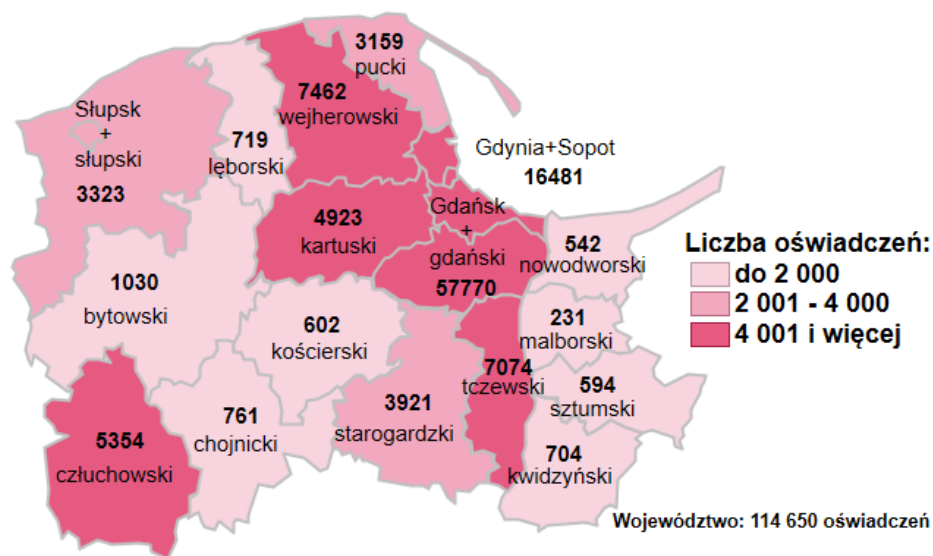 3159
pucki
7462
wejherowski
Słupsk
+
słupski
3323
719
lęborski
Gdynia+Sopot
16481
4923
kartuski
Gdańsk
+
gdański
57770
542
nowodworski
Liczba oświadczeń:
do 2 000
2 001 - 4 000
4 001 i więcej
1030
bytowski
602
kościerski
231
malborski
7074
tczewski
594
sztumski
3921
starogardzki
761
chojnicki
5354
człuchowski
704
kwidzyński
Województwo: 114 650 oświadczeń